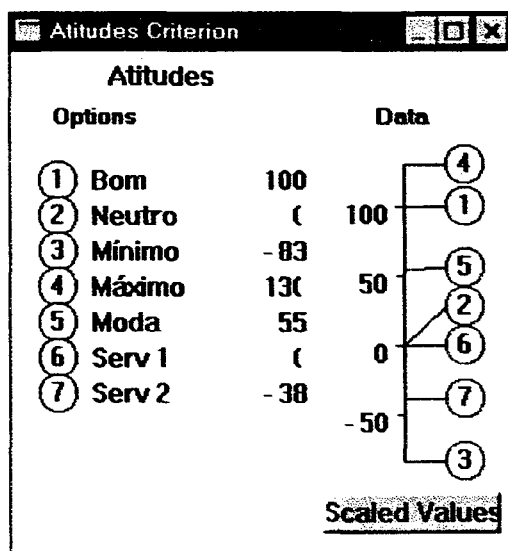 Atitudes Criterion
Atitudes
Options Data
1 Bom 100
2 Neutro (
3 Mínimo -83
4 Máximo 13(
5 Moda 55
6 Serv 1 (
7 Serv 2 -38
4
100 1
5
50
2
0 6
7
-50
3
Scaled Values